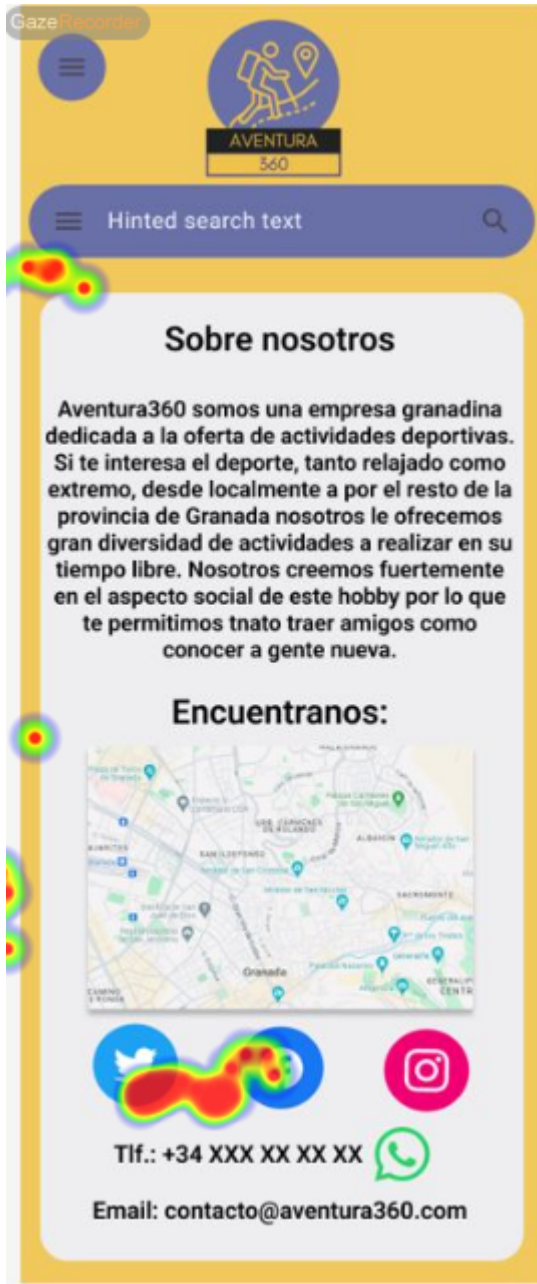 GazeRecorder
AVENTURA
360
Hinted search text
Sobre nosotros
Aventura360 somos una empresa granadina
dedicada a la oferta de actividades deportivas.
Si te interesa el deporte, tanto relajado como
extremo, desde localmente a por el resto de la
provincia de Granada nosotros le ofrecemos
gran diversidad de actividades a realizar en su
tiempo libre. Nosotros creemos fuertemente
en el aspecto social de este hobby por lo que
te permitimos tnato traer amigos como
conocer a gente nueva.
Encuentranos:
SAN ILDEFONSO
ALBAICÍN
SACROMONTE
Granada
Tlf.: +34 XXX XX XX XX
Email: contacto@aventura360.com